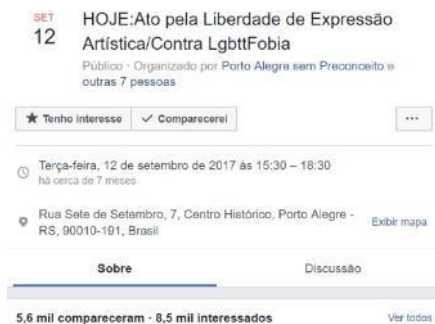 SET
12
HOJE:Ato pela Liberdade de Expressão
Artística/Contra LgbttFobia
Público · Organizado por Porto Alegre sem Preconceito e
outras 7 pessoas
★ Tenho interesse ✓ Comparecerei ...
Terça-feira, 12 de setembro de 2017 às 15:30 – 18:30
há cerca de 7 meses
Rua Sete de Setembro, 7, Centro Histórico, Porto Alegre -
RS, 90010-191, Brasil
Exibir mapa
Sobre Discussão
5,6 mil compareceram · 8,5 mil interessados Ver todos